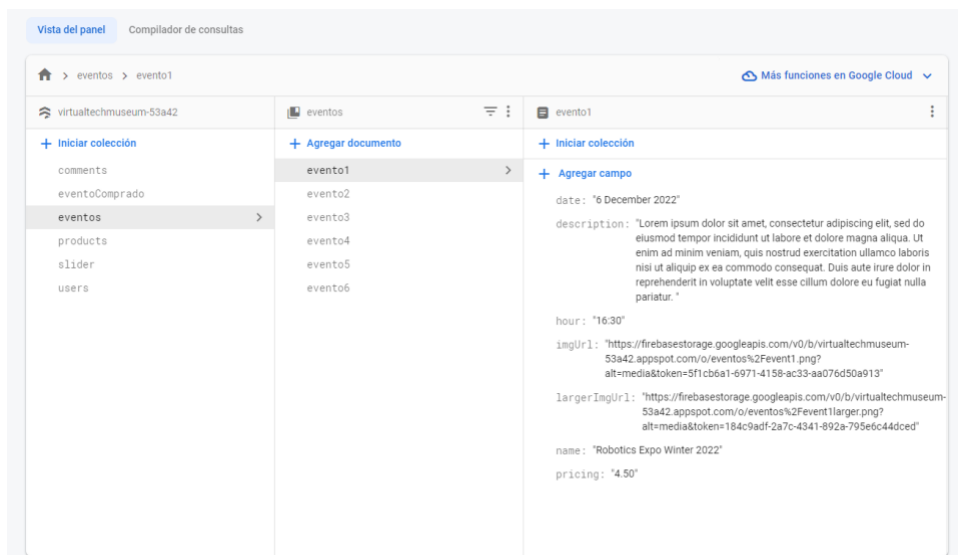 Vista del panel Compilador de consultas
> eventos > evento1 Más funciones en Google Cloud
virtualtechmuseum-53a42
+ Iniciar colección
comments
eventoComprado
eventos
products
slider
users
eventos
+ Agregar documento
evento1
evento2
evento3
evento4
evento5
evento6
evento1
+ Iniciar colección
+ Agregar campo
date: "6 December 2022"
description: "Lorem ipsum dolor sit amet, consectetur adipiscing elit, sed do
eiusmod tempor incididunt ut labore et dolore magna aliqua. Ut
enim ad minim veniam, quis nostrud exercitation ullamco laboris
nisi ut aliquip ex ea commodo consequat. Duis aute irure dolor in
reprehenderit in voluptate velit esse cillum dolore eu fugiat nulla
pariatur. "
hour: "16:30"
imgUrl: "https://firebasestorage.googleapis.com/v0/b/virtualtechmuseum-
53a42.appspot.com/o/eventos%2Fevent1.png?
alt=media&token=5f1cb6a1-6971-4158-ac33-aa076d50a913"
largerImgUrl: "https://firebasestorage.googleapis.com/v0/b/virtualtechmuseum-
53a42.appspot.com/o/eventos%2Fevent1larger.png?
alt=media&token=184c9adf-2a7c-4341-892a-795e6c44dced"
name: "Robotics Expo Winter 2022"
pricing: "4.50"